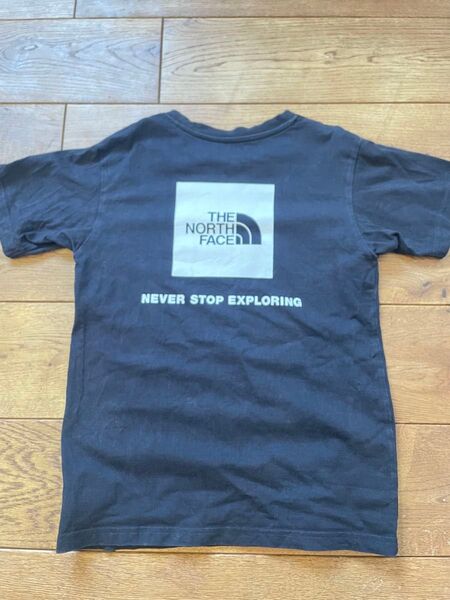 THE
NORTH
FACE
NEVER STOP EXPLORING